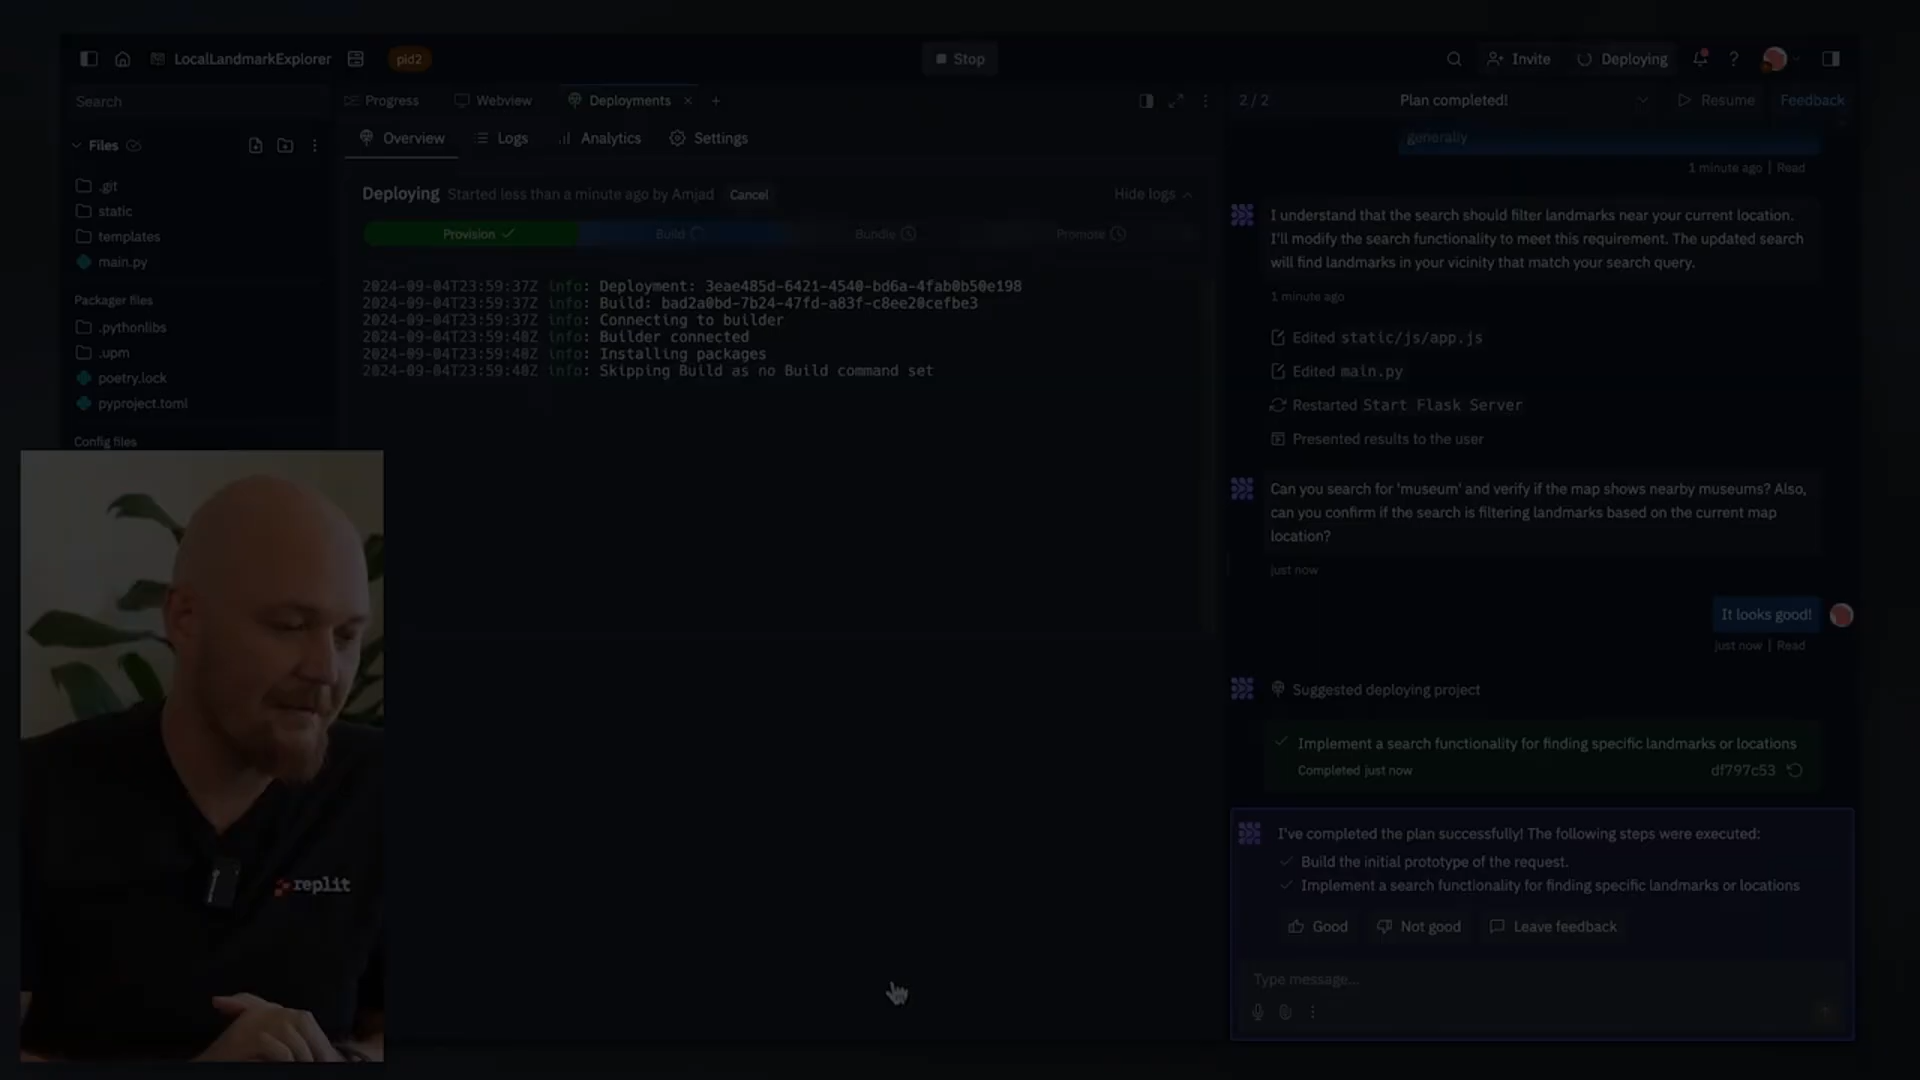 LocalLandmarkExplorer
pid2
Stop
Invite
Deploying
?
Search
Progress
Webview
Deployments
2 / 2
Plan completed!
Resume
Feedback
Files
Overview
Logs
Analytics
Settings
.git
static
templates
main.py
Packager files
.pythonlibs
.upm
poetry.lock
pyproject.toml
Config files
Deploying Started less than a minute ago by Amjad Cancel
Hide logs
Provision
Build
Bundle
Promote
2024-09-04T23:59:37Z info: Deployment: 3eae485d-6421-4540-bd6a-4fab0b50e198
2024-09-04T23:59:37Z info: Build: bad2a0bd-7b24-47fd-a83f-c8ee20cefbe3
2024-09-04T23:59:37Z info: Connecting to builder
2024-09-04T23:59:40Z info: Builder connected
2024-09-04T23:59:40Z info: Installing packages
2024-09-04T23:59:40Z info: Skipping Build as no Build command set
generally
1 minute ago | Read
I understand that the search should filter landmarks near your current location.
I'll modify the search functionality to meet this requirement. The updated search
will find landmarks in your vicinity that match your search query.
1 minute ago
Edited static/js/app.js
Edited main.py
Restarted Start Flask Server
Presented results to the user
Can you search for 'museum' and verify if the map shows nearby museums? Also,
can you confirm if the search is filtering landmarks based on the current map
location?
just now
It looks good!
just now | Read
Suggested deploying project
Implement a search functionality for finding specific landmarks or locations
Completed just now
df797c53
I've completed the plan successfully! The following steps were executed:
Build the initial prototype of the request.
Implement a search functionality for finding specific landmarks or locations
Good
Not good
Leave feedback
Type message...
replit